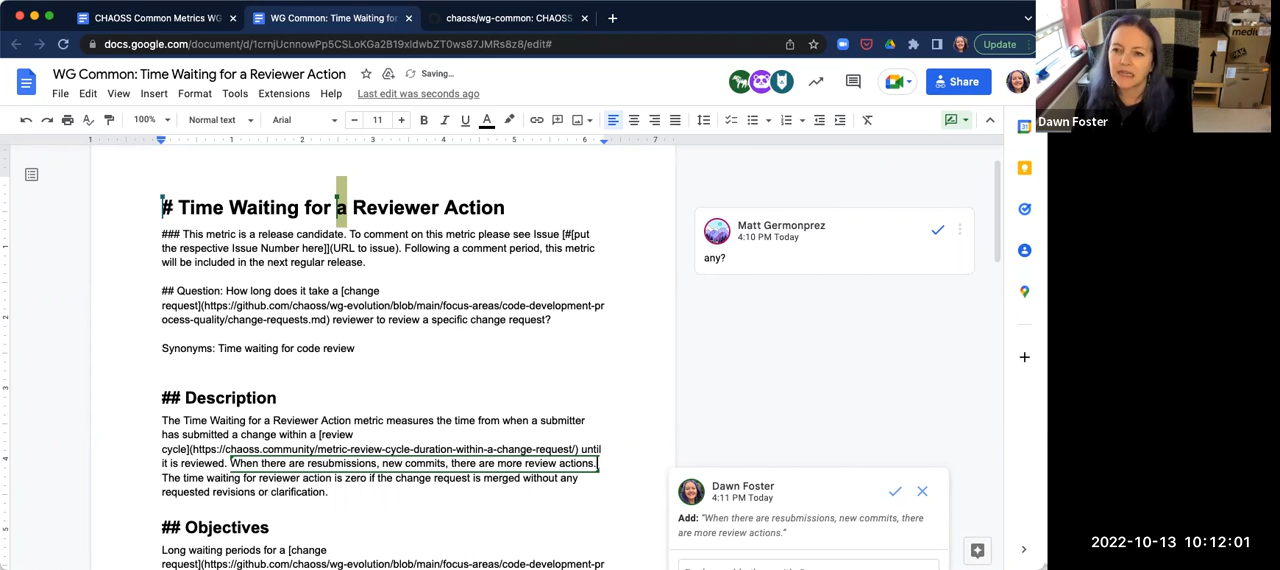 CHAOSS Common Metrics WG
WG Common: Time Waiting for
chaoss/wg-common: CHAOSS
docs.google.com/document/d/1crnjUcnnowPp5CSLoKGa2B19xldwbZT0ws87JMRs8z8/edit#
Update
WG Common: Time Waiting for a Reviewer Action
Saving...
File Edit View Insert Format Tools Extensions Help Last edit was seconds ago
Share
100% Normal text Arial 11 B I U A
1 1 2 3 4 5 6 7
# Time Waiting for a Reviewer Action
### This metric is a release candidate. To comment on this metric please see Issue [#[put
the respective Issue Number here]](URL to issue). Following a comment period, this metric
will be included in the next regular release.
## Question: How long does it take a [change
request](https://github.com/chaoss/wg-evolution/blob/main/focus-areas/code-development-pr
ocess-quality/change-requests.md) reviewer to review a specific change request?
Synonyms: Time waiting for code review
## Description
The Time Waiting for a Reviewer Action metric measures the time from when a submitter
has submitted a change within a [review
cycle](https://chaoss.community/metric-review-cycle-duration-within-a-change-request/) until
it is reviewed. When there are resubmissions, new commits, there are more review actions.
The time waiting for reviewer action is zero if the change request is merged without any
requested revisions or clarification.
## Objectives
Long waiting periods for a [change
request](https://github.com/chaoss/wg-evolution/blob/main/focus-areas/code-development-pr
Matt Germonprez
4:10 PM Today
any?
Dawn Foster
4:11 PM Today
Add: "When there are resubmissions, new commits, there
are more review actions."
Dawn Foster
2022-10-13 10:12:01